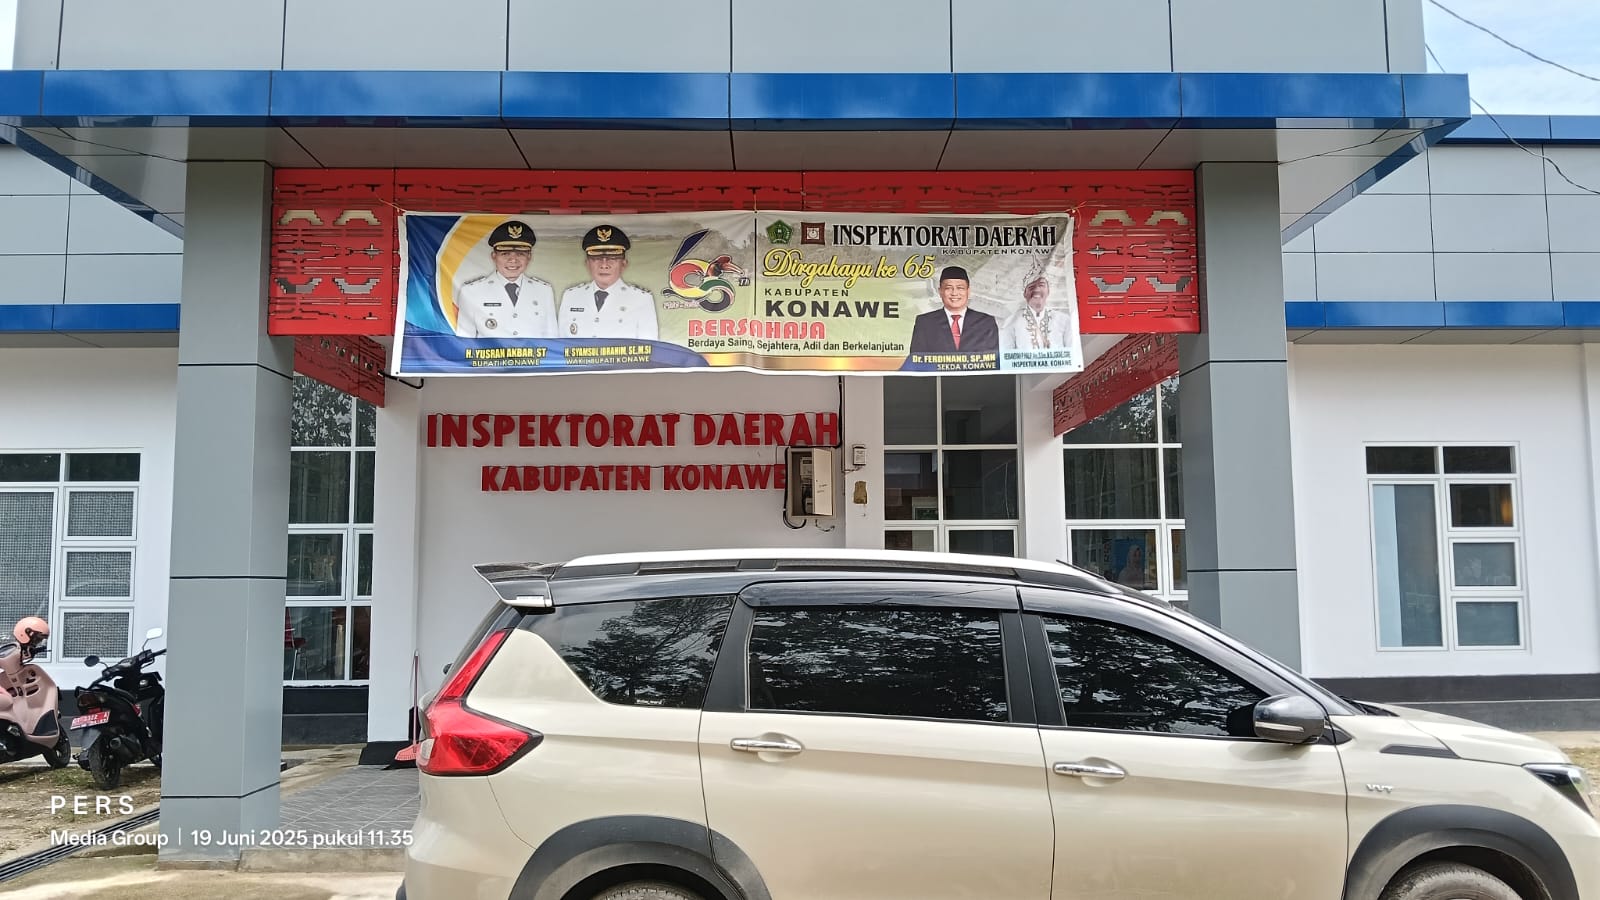 INSPEKTORAT DAERAH
KABUPATEN KONAWE
Dirgahayu ke 65
KABUPATEN
KONAWE
65 Th
BERSAHAJA
Berdaya Saing, Sejahtera, Adil dan Berkelanjutan
H. YUSRAN AKBAR, ST
BUPATI KONAWE
H. SYAMSUL IBRAHIM, SE.M.SI
WAKIL BUPATI KONAWE
Dr. FERDINAND, SP.,MH
SEKDA KONAWE
INSPEKTUR KAB. KONAWE
INSPEKTORAT DAERAH
KABUPATEN KONAWE
PERS
Media Group | 19 Juni 2025 pukul 11.35